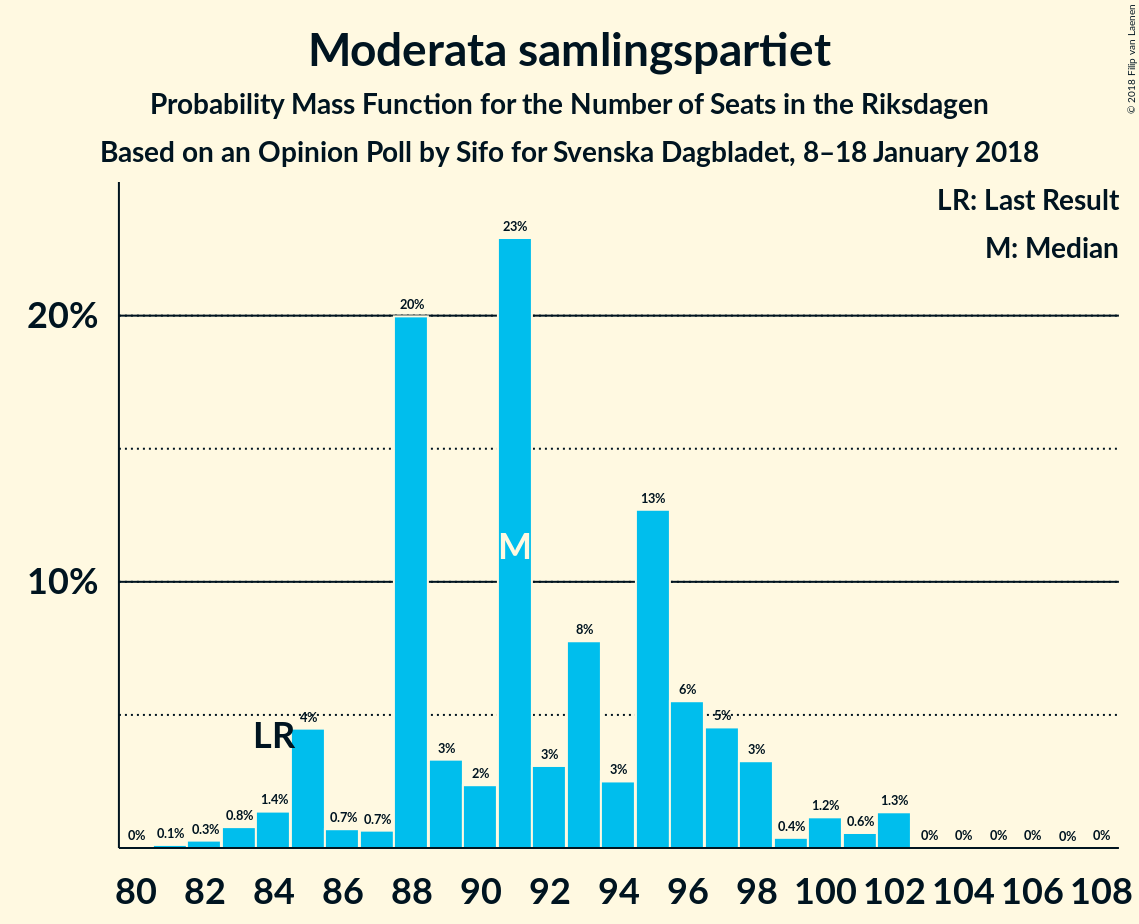 Moderata samlingspartiet
Probability Mass Function for the Number of Seats in the Riksdagen
Based on an Opinion Poll by Sifo for Svenska Dagbladet, 8–18 January 2018
© 2018 Filip van Laenen
LR: Last Result
M: Median
20%
10%
0% 0.1% 0.3% 0.8% 1.4% 4% 0.7% 0.7% 20% 3% 2% 23% 3% 8% 3% 13% 6% 5% 3% 0.4% 1.2% 0.6% 1.3% 0% 0% 0% 0% 0% 0%
LR
M
80 82 84 86 88 90 92 94 96 98 100 102 104 106 108